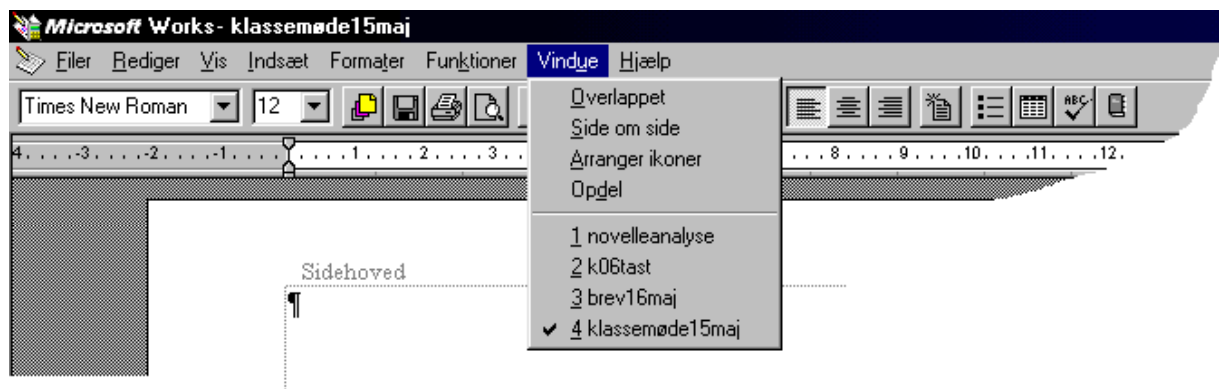 Microsoft Works - klassemøde15maj
Filer Rediger Vis Indsæt Formater Funktioner Vindue Hjælp
Times New Roman 12 ABC
4 -3 -2 -1 1 2 3 8 9 10 11 12
Overlappet
Side om side
Arranger ikoner
Opdel
1 novelleanalyse
2 k06tast
3 brev16maj
✔ 4 klassemøde15maj
Sidehoved
¶